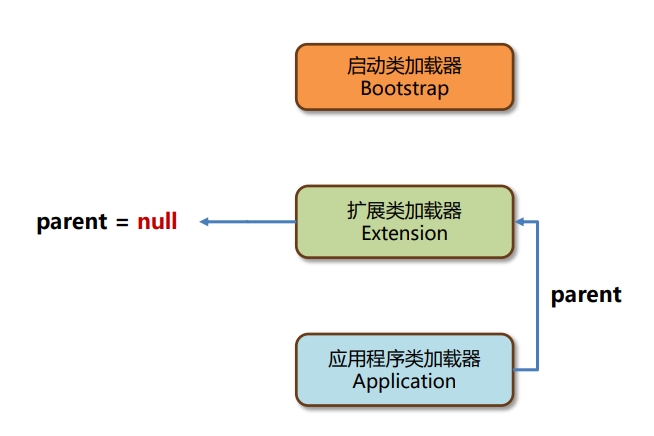 启动类加载器
Bootstrap
parent = null
扩展类加载器
Extension
parent
应用程序类加载器
Application